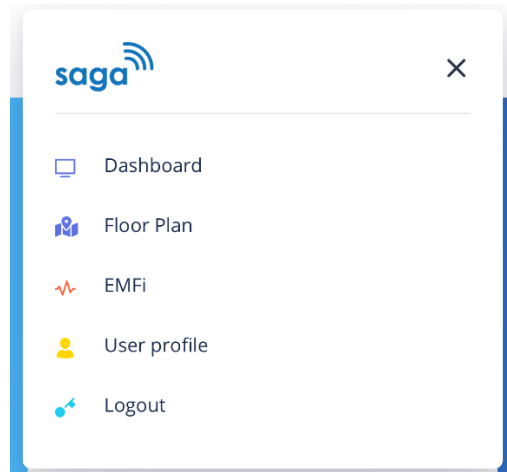 saga
Dashboard
Floor Plan
EMFi
User profile
Logout